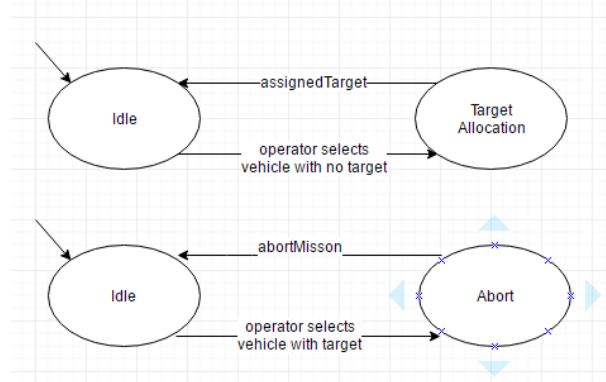 assignedTarget
Idle
Target
Allocation
operator selects
vehicle with no target
abortMisson
Idle
Abort
operator selects
vehicle with target